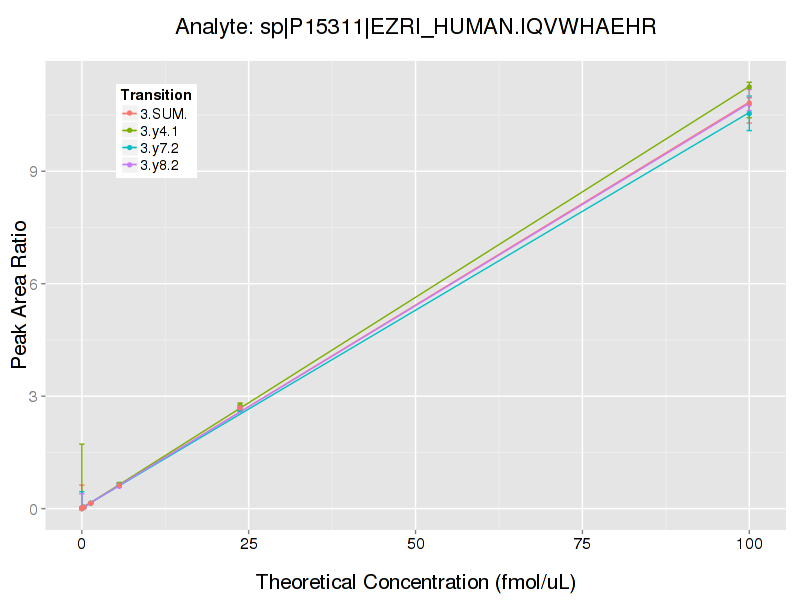 Analyte: sp|P15311|EZRI_HUMAN.IQVWHAEHR
Transition
3.SUM.
3.y4.1
3.y7.2
3.y8.2
Peak Area Ratio
9
6
3
0
0 25 50 75 100
Theoretical Concentration (fmol/uL)